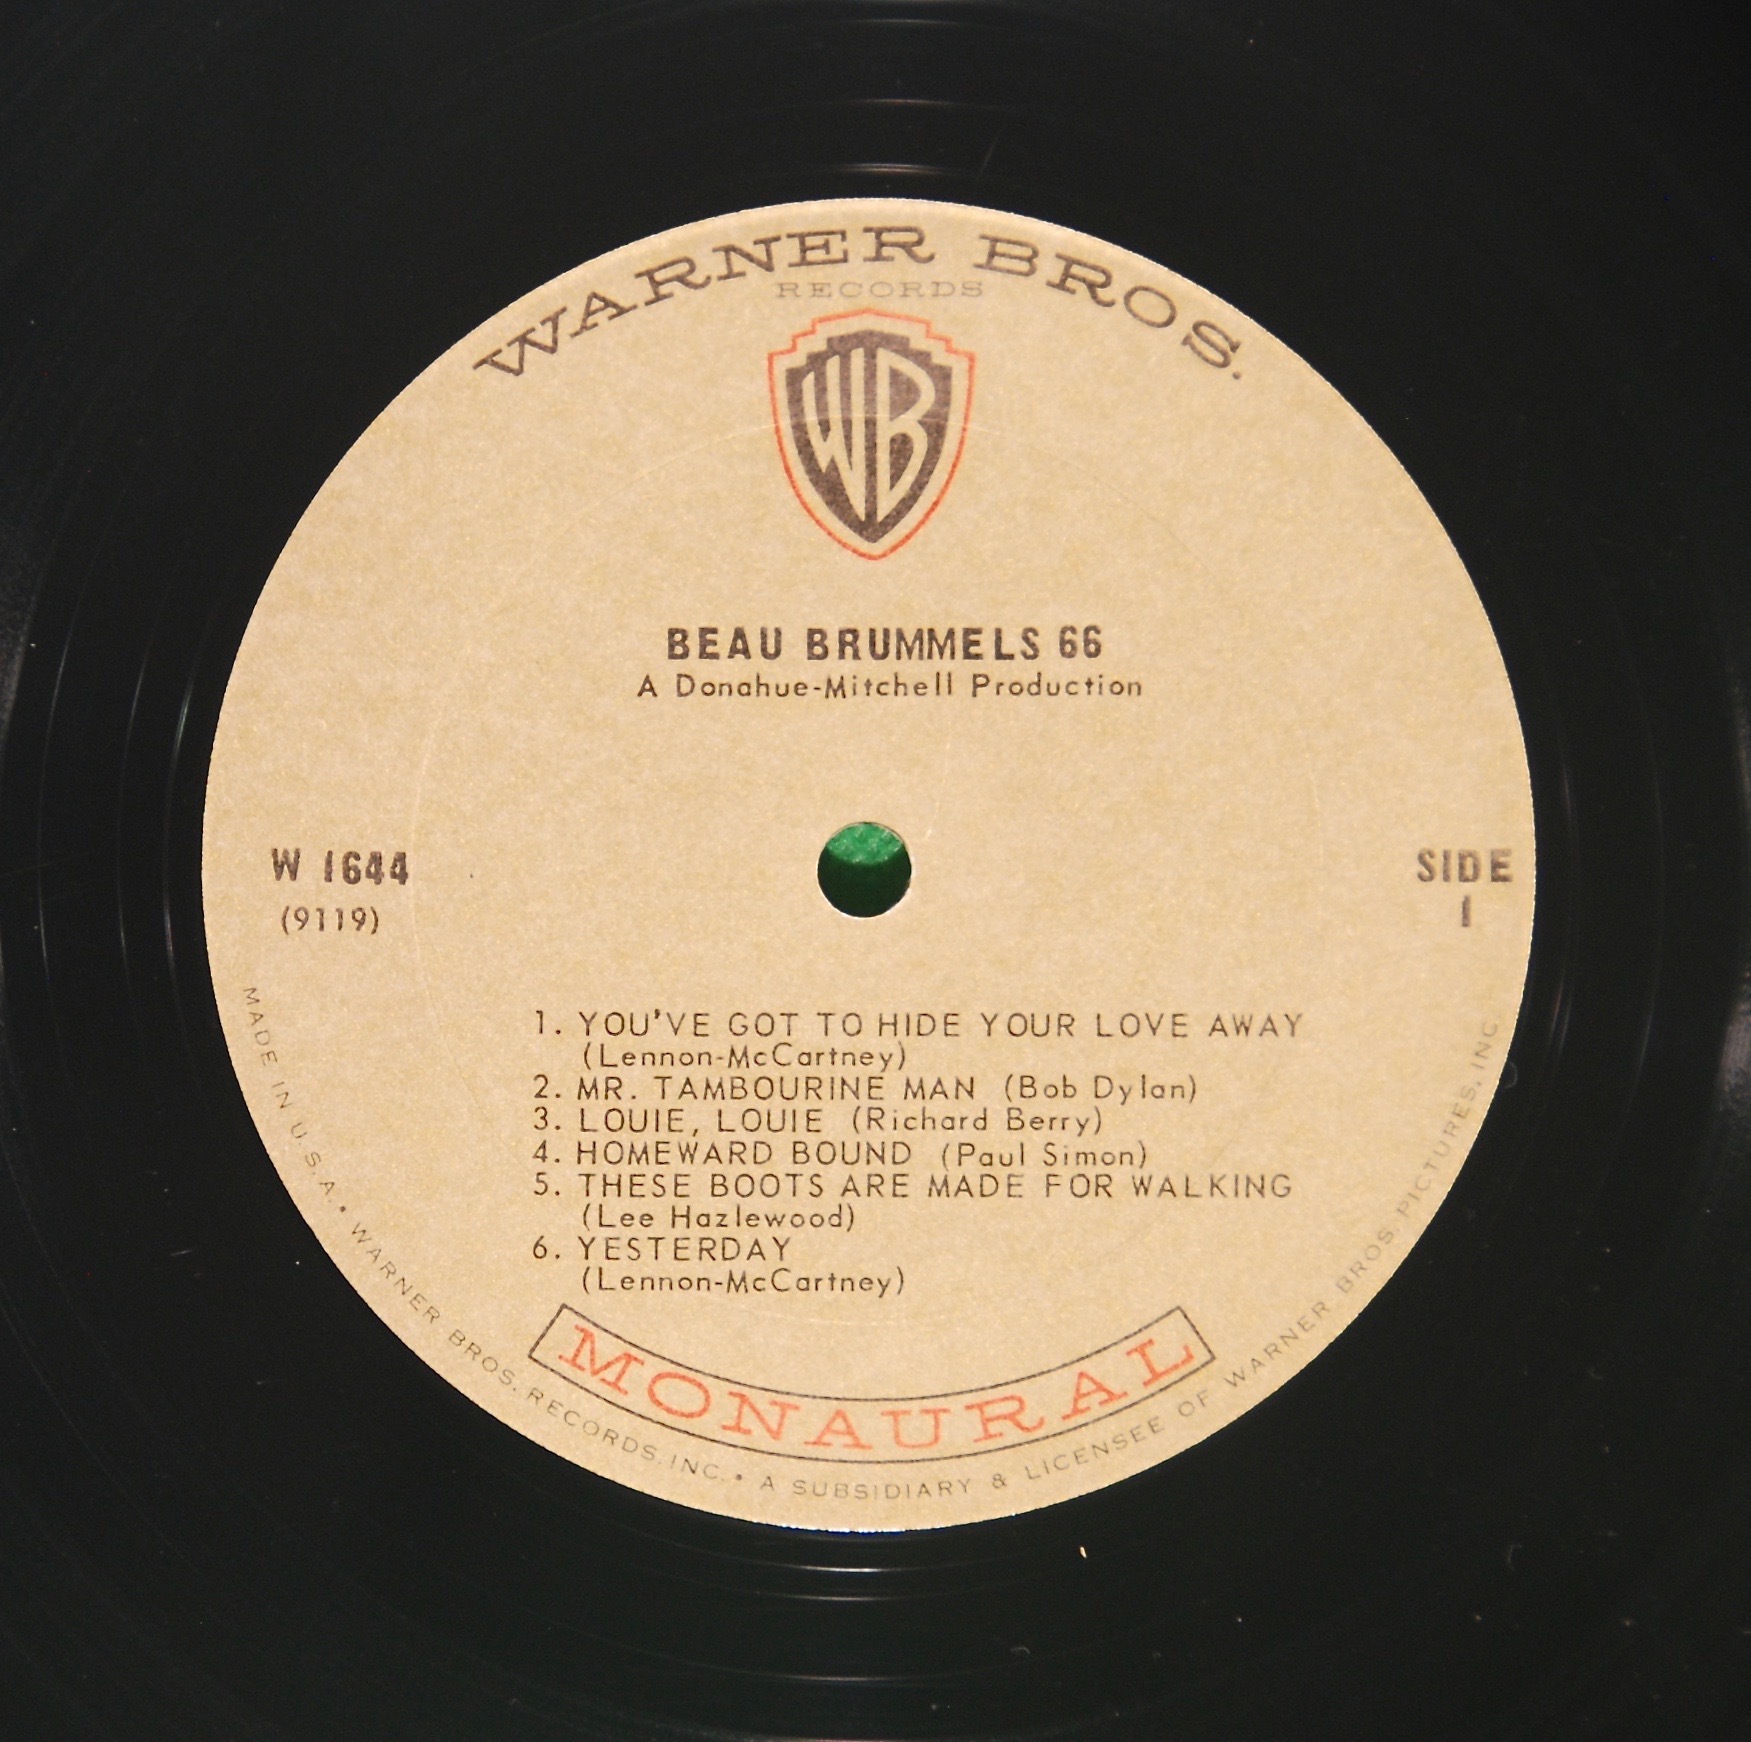 WARNER BROS.
RECORDS
WB
BEAU BRUMMELS 66
A Donahue-Mitchell Production
W 1644
(9119)
SIDE
1
1. YOU'VE GOT TO HIDE YOUR LOVE AWAY
(Lennon-McCartney)
2. MR. TAMBOURINE MAN (Bob Dylan)
3. LOUIE, LOUIE (Richard Berry)
4. HOMEWARD BOUND (Paul Simon)
5. THESE BOOTS ARE MADE FOR WALKING
(Lee Hazlewood)
6. YESTERDAY
(Lennon-McCartney)
MONAURAL
MADE IN U.S.A. • WARNER BROS. RECORDS, INC. • A SUBSIDIARY & LICENSEE OF WARNER BROS. PICTURES, INC.